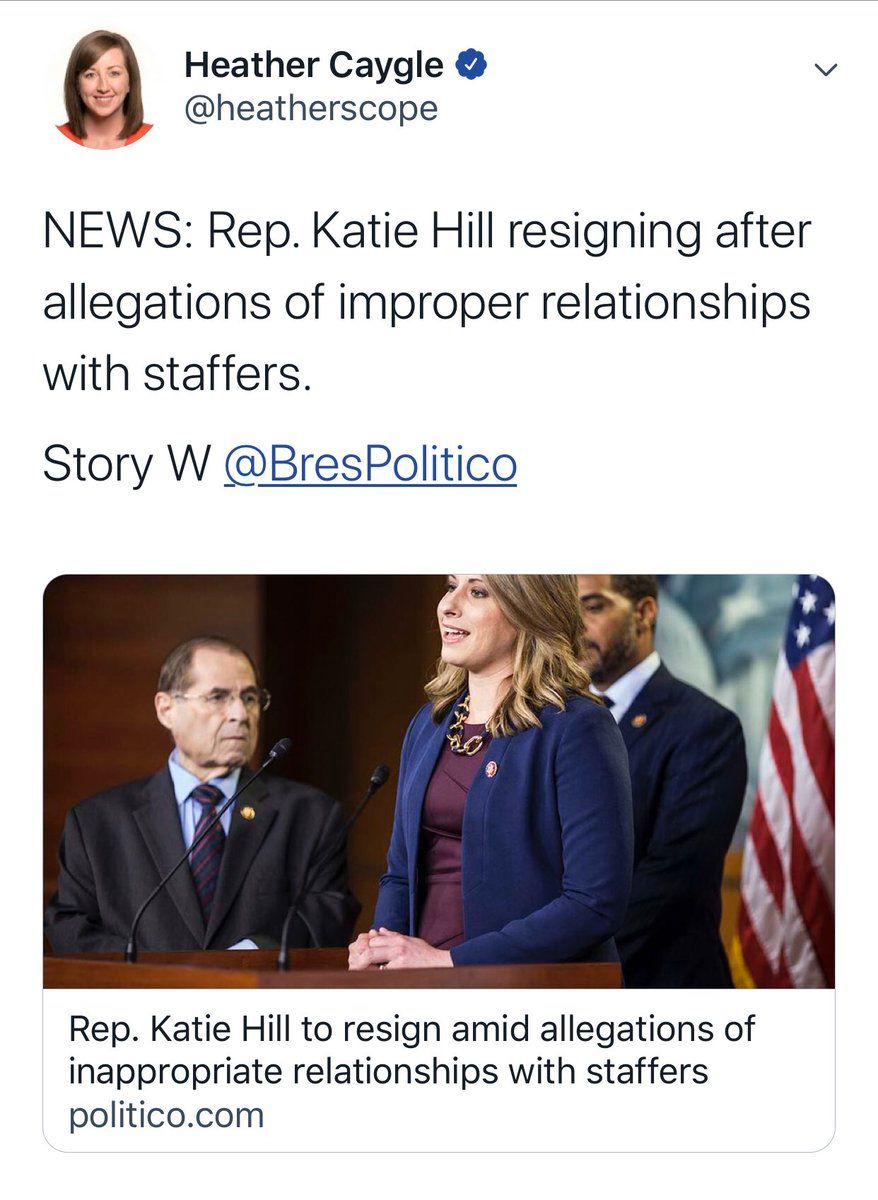 Heather Caygle
@heatherscope
NEWS: Rep. Katie Hill resigning after
allegations of improper relationships
with staffers.
Story W @BresPolitico
Rep. Katie Hill to resign amid allegations of
inappropriate relationships with staffers
politico.com